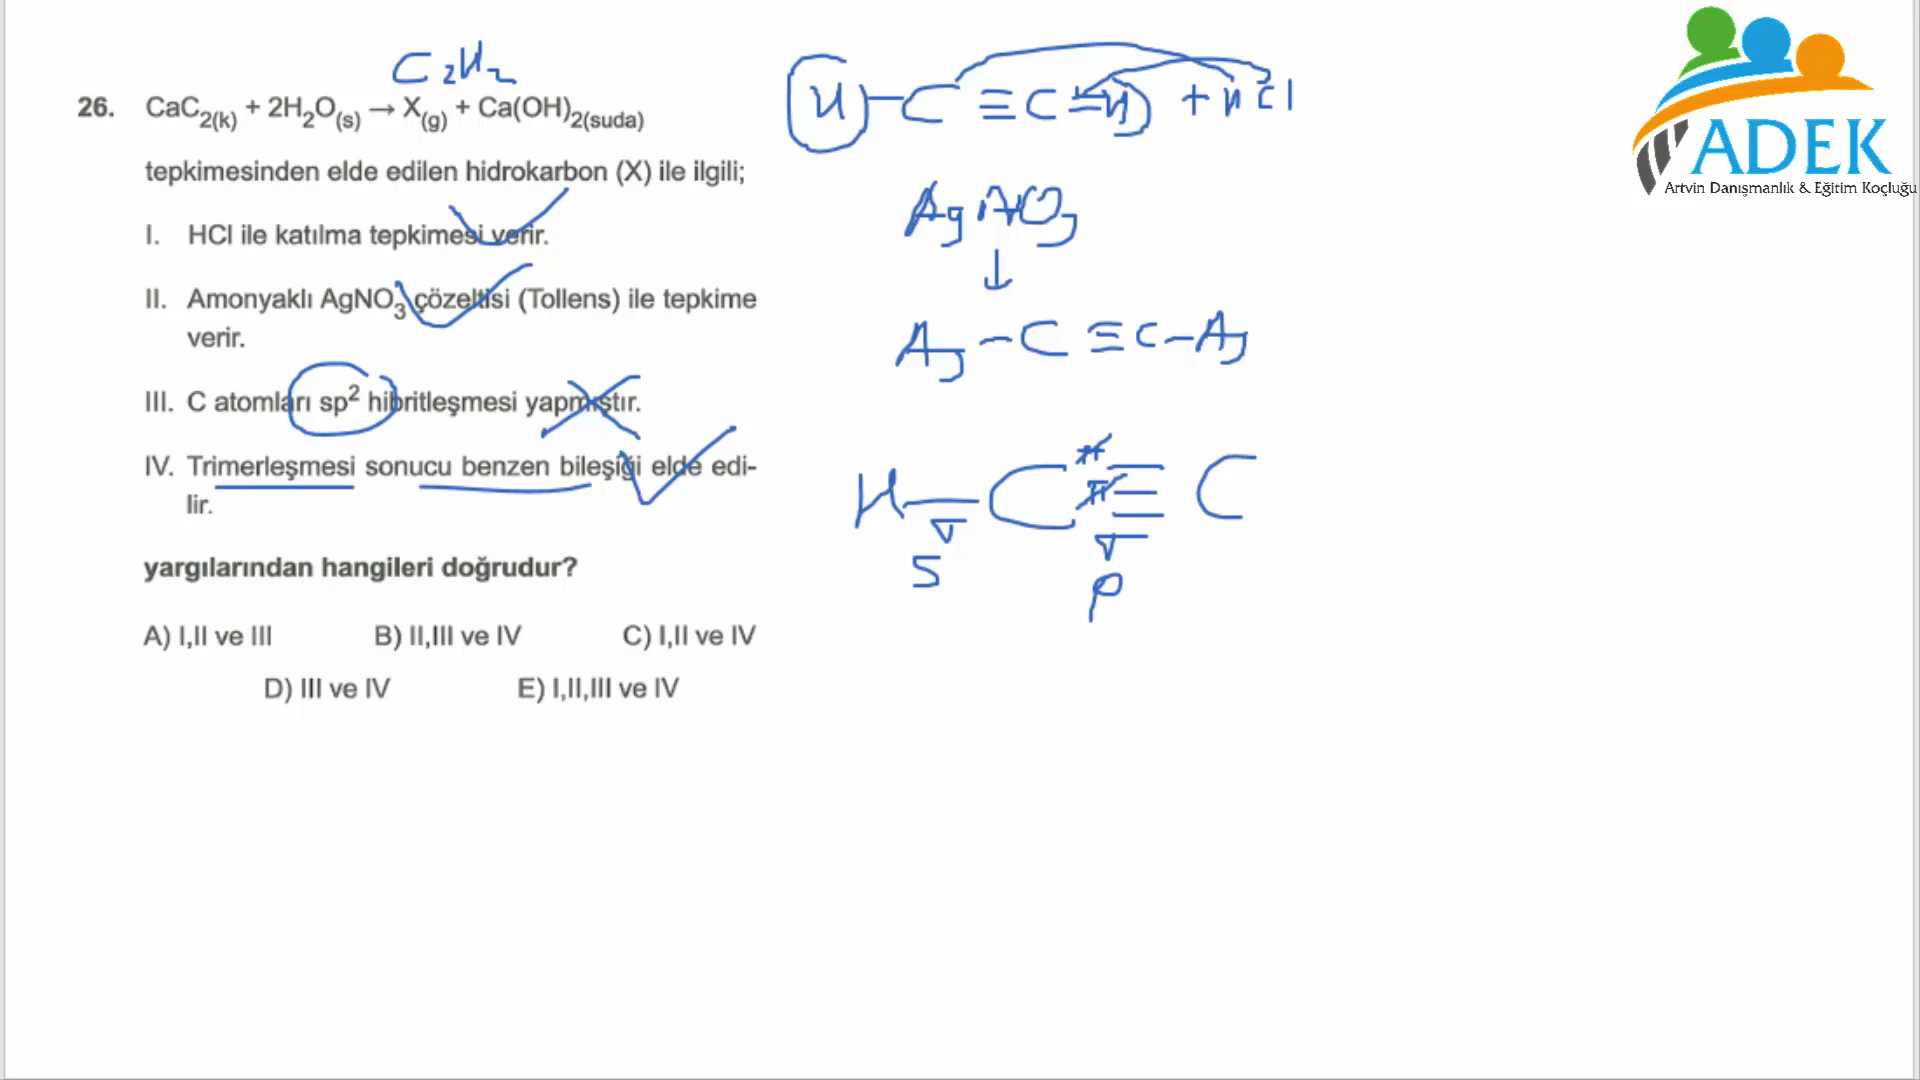 C2H2
26. CaC2(k) + 2H2O(s) → X(g) + Ca(OH)2(suda)
tepkimesinden elde edilen hidrokarbon (X) ile ilgili;
I. HCl ile katılma tepkimesi verir.
II. Amonyaklı AgNO3 çözeltisi (Tollens) ile tepkime
verir.
III. C atomları sp² hibritleşmesi yapmıştır.
IV. Trimerleşmesi sonucu benzen bileşiği elde edi-
lir.
yargılarından hangileri doğrudur?
A) I,II ve III B) II,III ve IV C) I,II ve IV
D) III ve IV E) I,II,III ve IV
H—C≡C—H + HCl
AgNO3
↓
Ag—C≡C—Ag
π
H—C π≡ C
σ σ
s p
ADEK
Artvin Danışmanlık & Eğitim Koçluğu